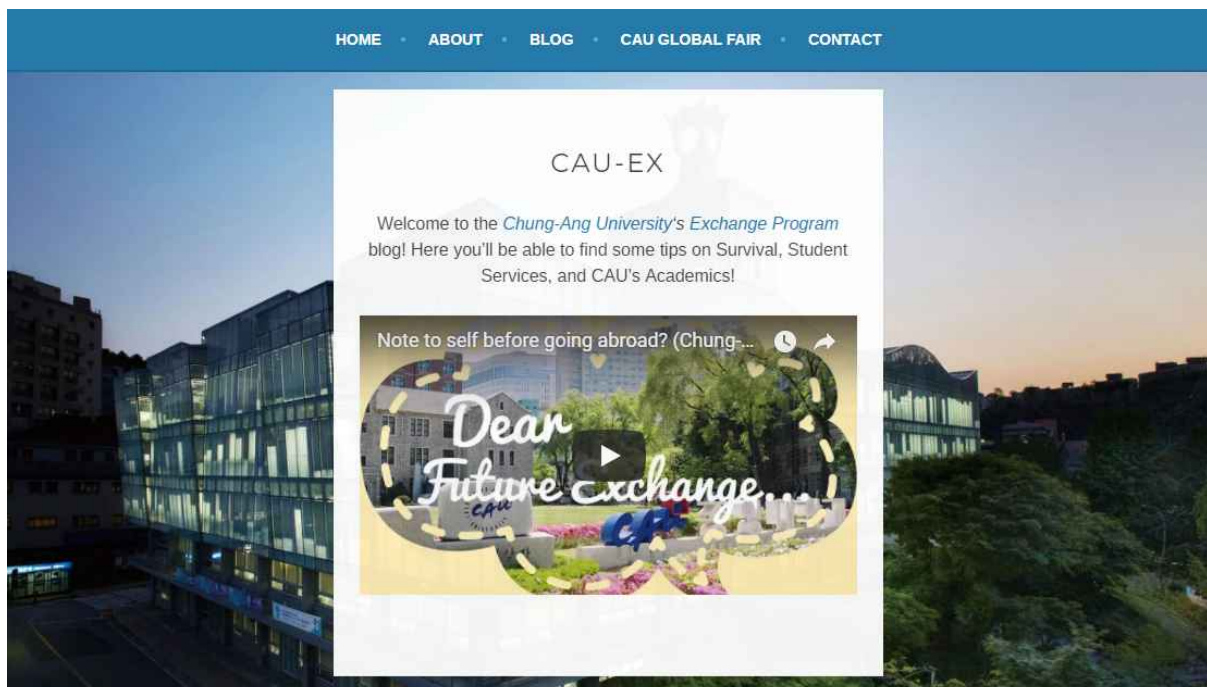 HOME • ABOUT • BLOG • CAU GLOBAL FAIR • CONTACT
CAU-EX
Welcome to the Chung-Ang University‘s Exchange Program
blog! Here you’ll be able to find some tips on Survival, Student
Services, and CAU’s Academics!
Note to self before going abroad? (Chung-...
Dear
Future Exchange...
CAU
UNIVERSITY